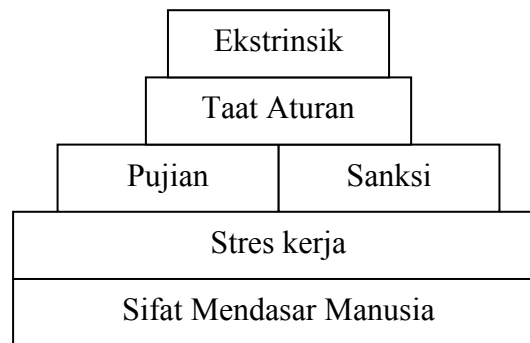 Ekstrinsik
Taat Aturan
Pujian Sanksi
Stres kerja
Sifat Mendasar Manusia